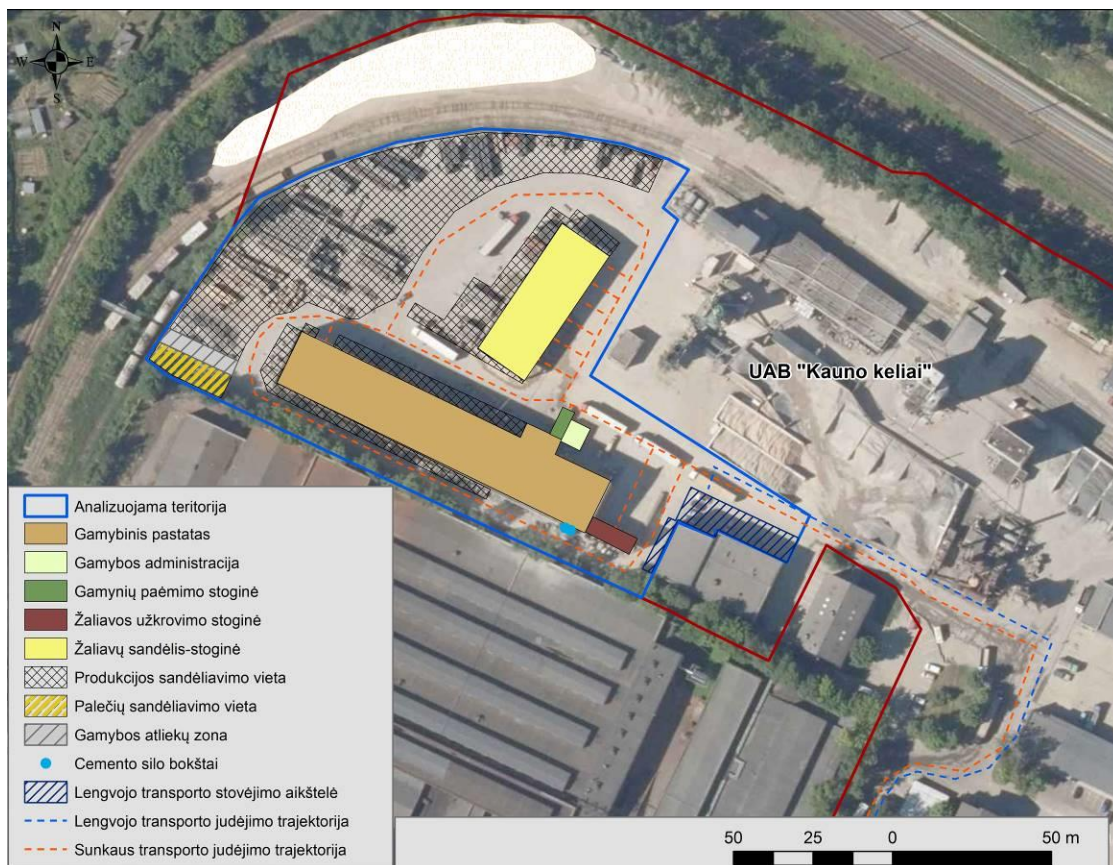 N
W E
S
UAB "Kauno keliai"
Analizuojama teritorija
Gamybinis pastatas
Gamybos administracija
Gamynių paėmimo stoginė
Žaliavos užkrovimo stoginė
Žaliavų sandėlis-stoginė
Produkcijos sandėliavimo vieta
Palečių sandėliavimo vieta
Gamybos atliekų zona
Cemento silo bokštai
Lengvojo transporto stovėjimo aikštelė
Lengvojo transporto judėjimo trajektorija
Sunkaus transporto judėjimo trajektorija
50 25 0 50 m